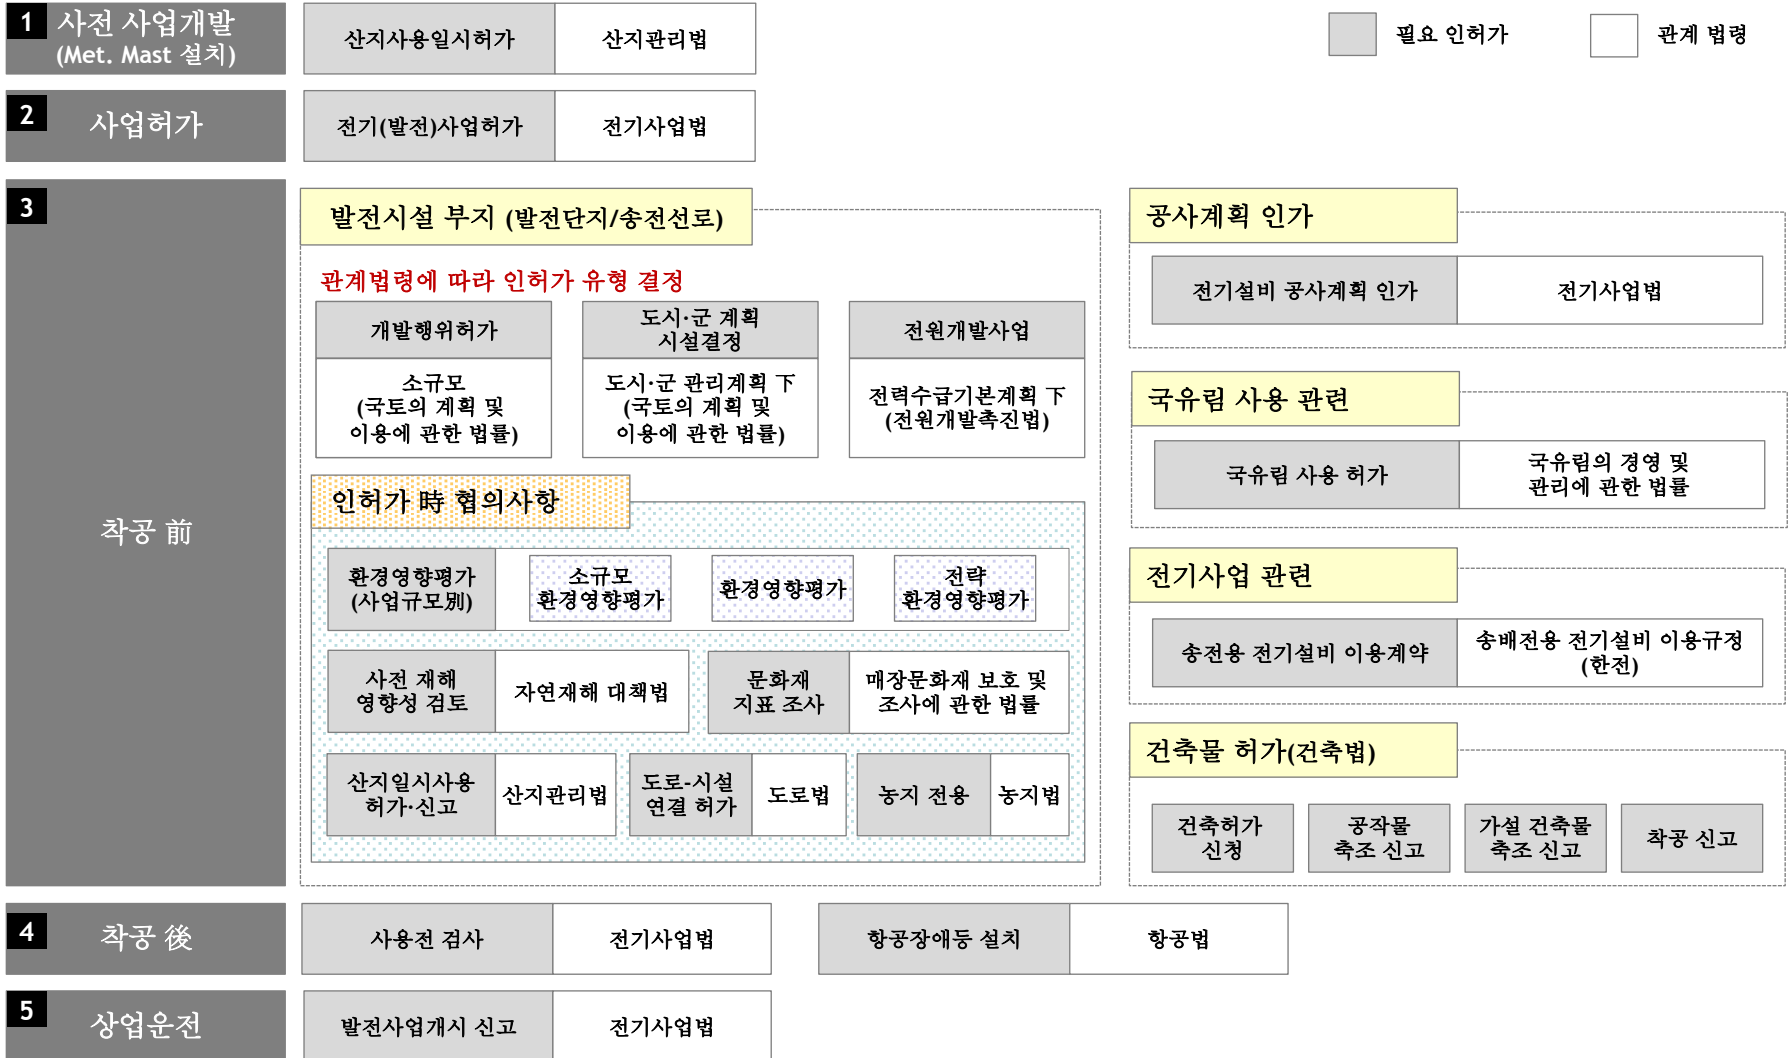 1
사전 사업개발
(Met. Mast 설치)
산지사용일시허가
산지관리법
필요 인허가
관계 법령
2
사업허가
전기(발전)사업허가
전기사업법
3
착공 前
발전시설 부지 (발전단지/송전선로)
관계법령에 따라 인허가 유형 결정
개발행위허가
소규모
(국토의 계획 및
이용에 관한 법률)
도시·군 계획
시설결정
도시·군 관리계획 下
(국토의 계획 및
이용에 관한 법률)
전원개발사업
전력수급기본계획 下
(전원개발촉진법)
인허가 時 협의사항
환경영향평가
(사업규모別)
소규모
환경영향평가
환경영향평가
전략
환경영향평가
사전 재해
영향성 검토
자연재해 대책법
문화재
지표 조사
매장문화재 보호 및
조사에 관한 법률
산지일시사용
허가·신고
산지관리법
도로-시설
연결 허가
도로법
농지 전용
농지법
공사계획 인가
전기설비 공사계획 인가
전기사업법
국유림 사용 관련
국유림 사용 허가
국유림의 경영 및
관리에 관한 법률
전기사업 관련
송전용 전기설비 이용계약
송배전용 전기설비 이용규정
(한전)
건축물 허가(건축법)
건축허가
신청
공작물
축조 신고
가설 건축물
축조 신고
착공 신고
4
착공 後
사용전 검사
전기사업법
항공장애등 설치
항공법
5
상업운전
발전사업개시 신고
전기사업법